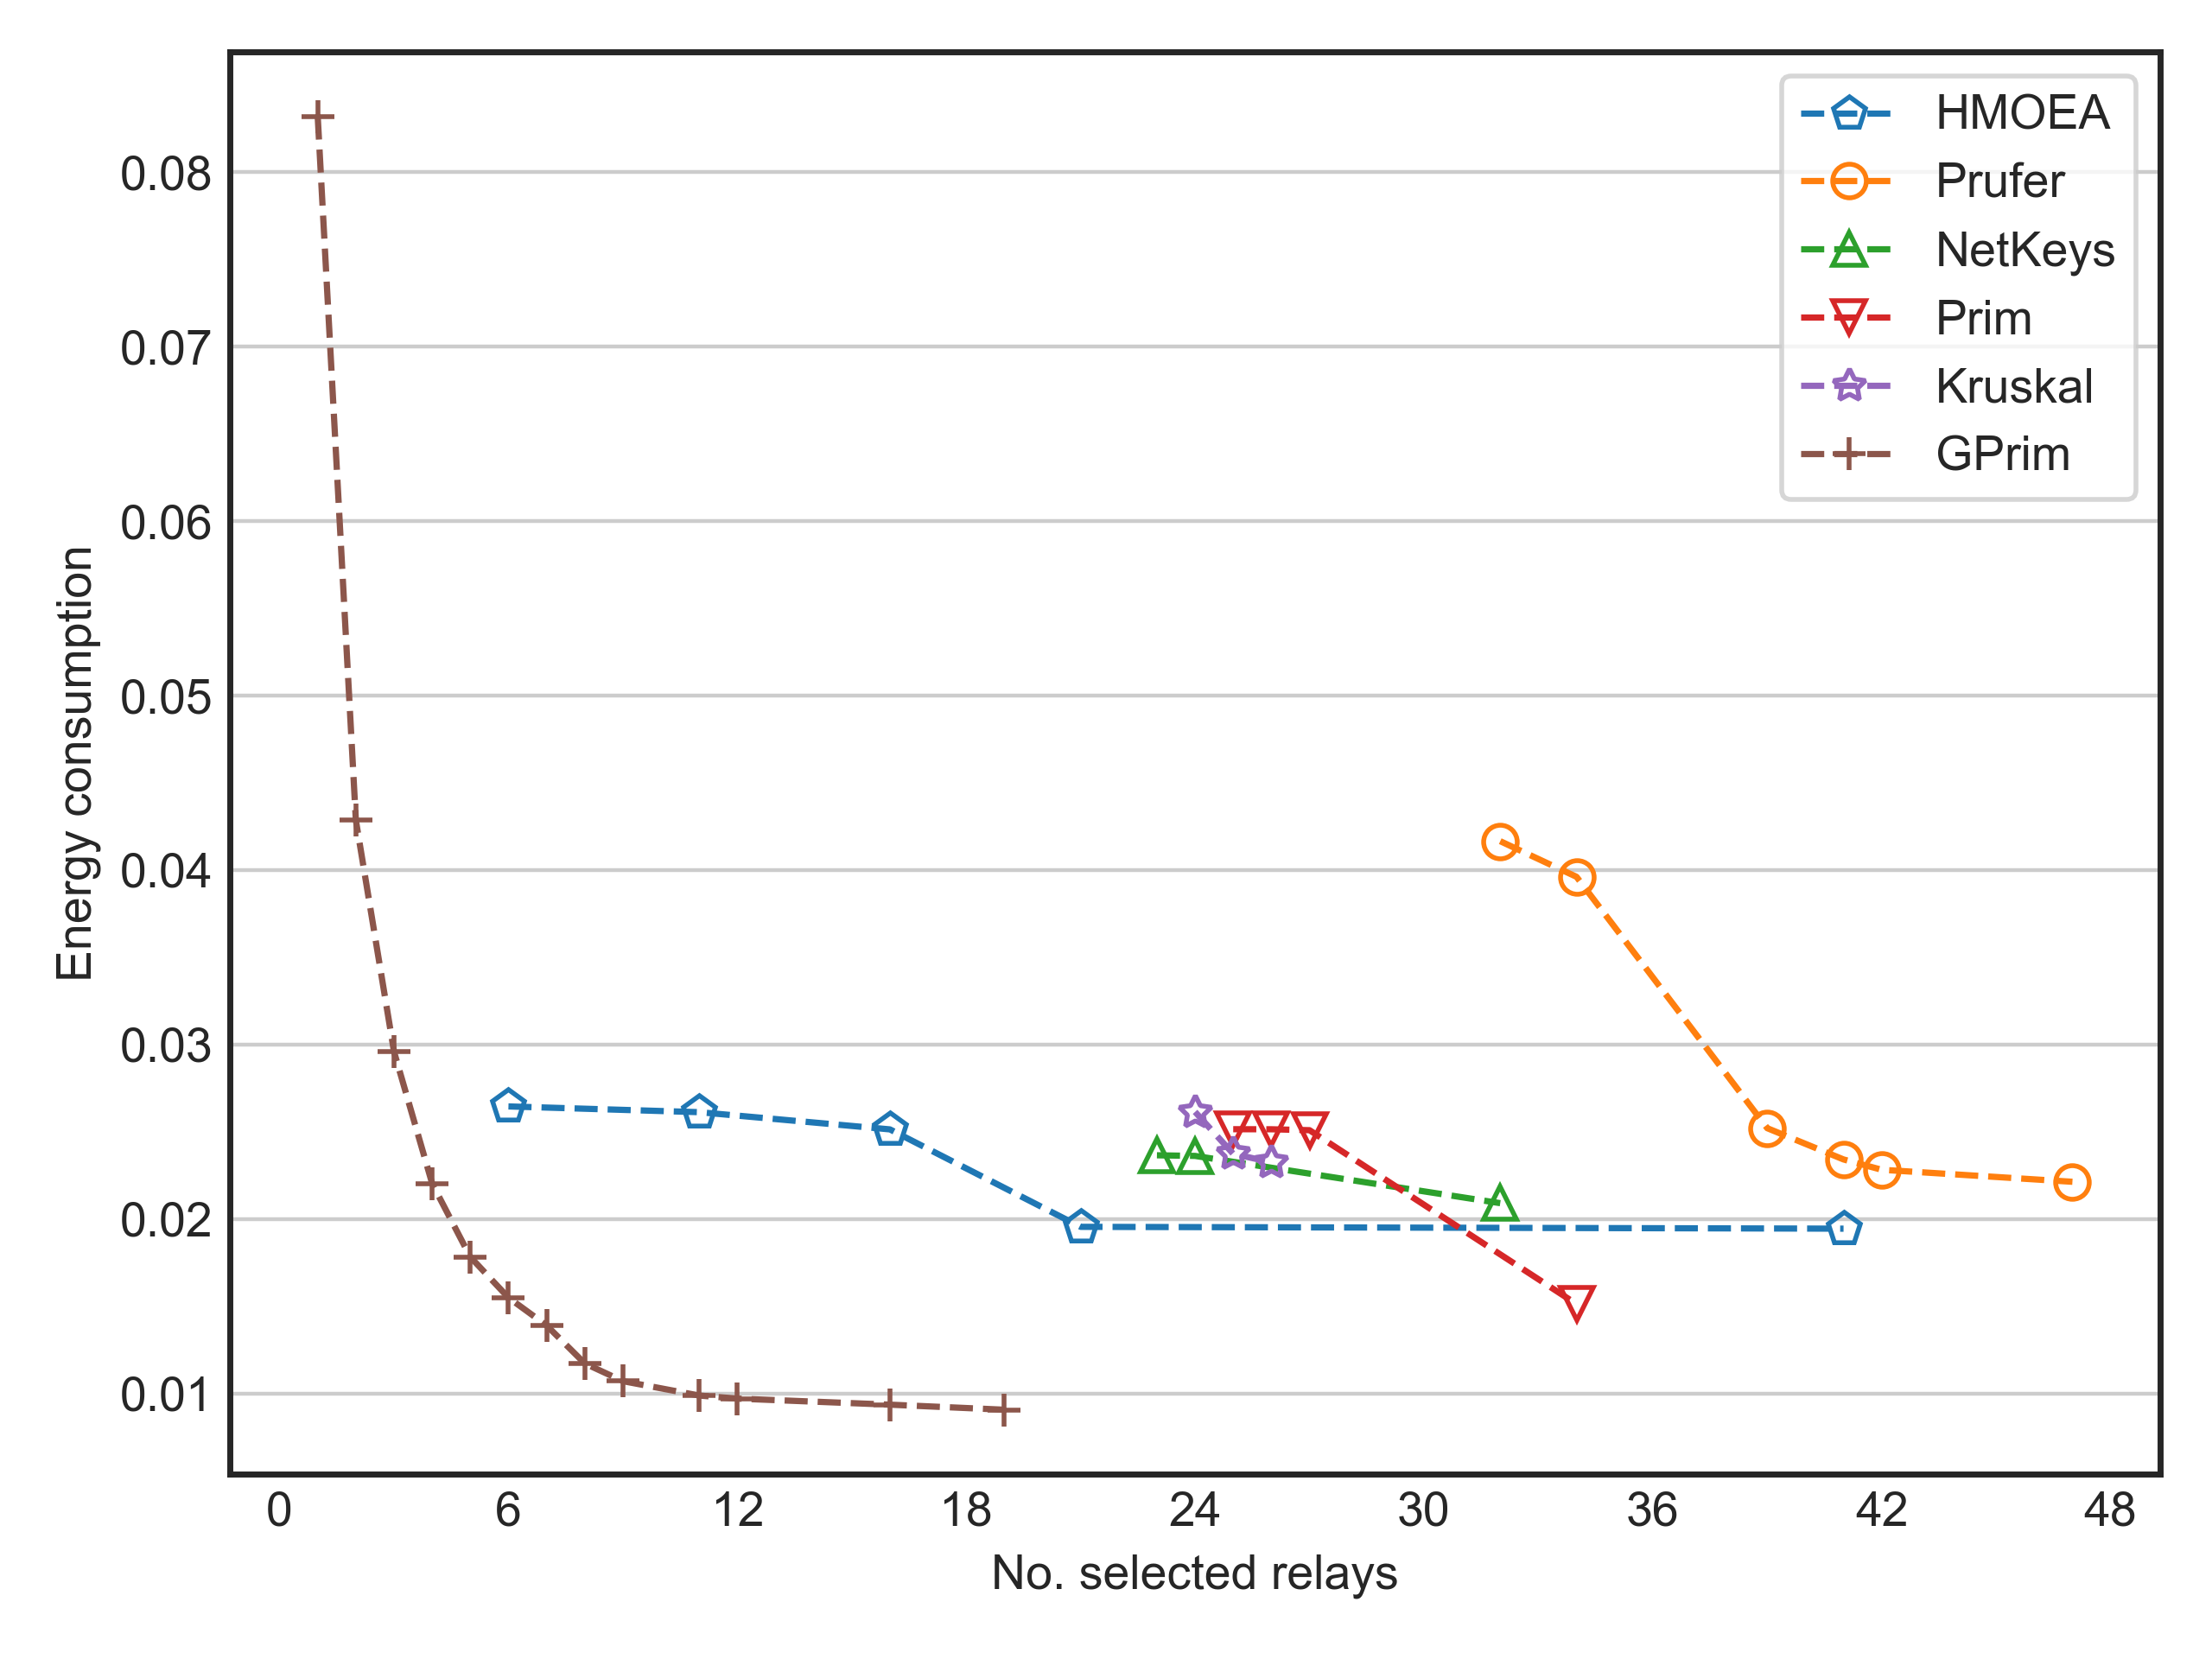 HMOEA
Prufer
NetKeys
Prim
Kruskal
GPrim
Energy consumption
0.08
0.07
0.06
0.05
0.04
0.03
0.02
0.01
0 6 12 18 24 30 36 42 48
No. selected relays